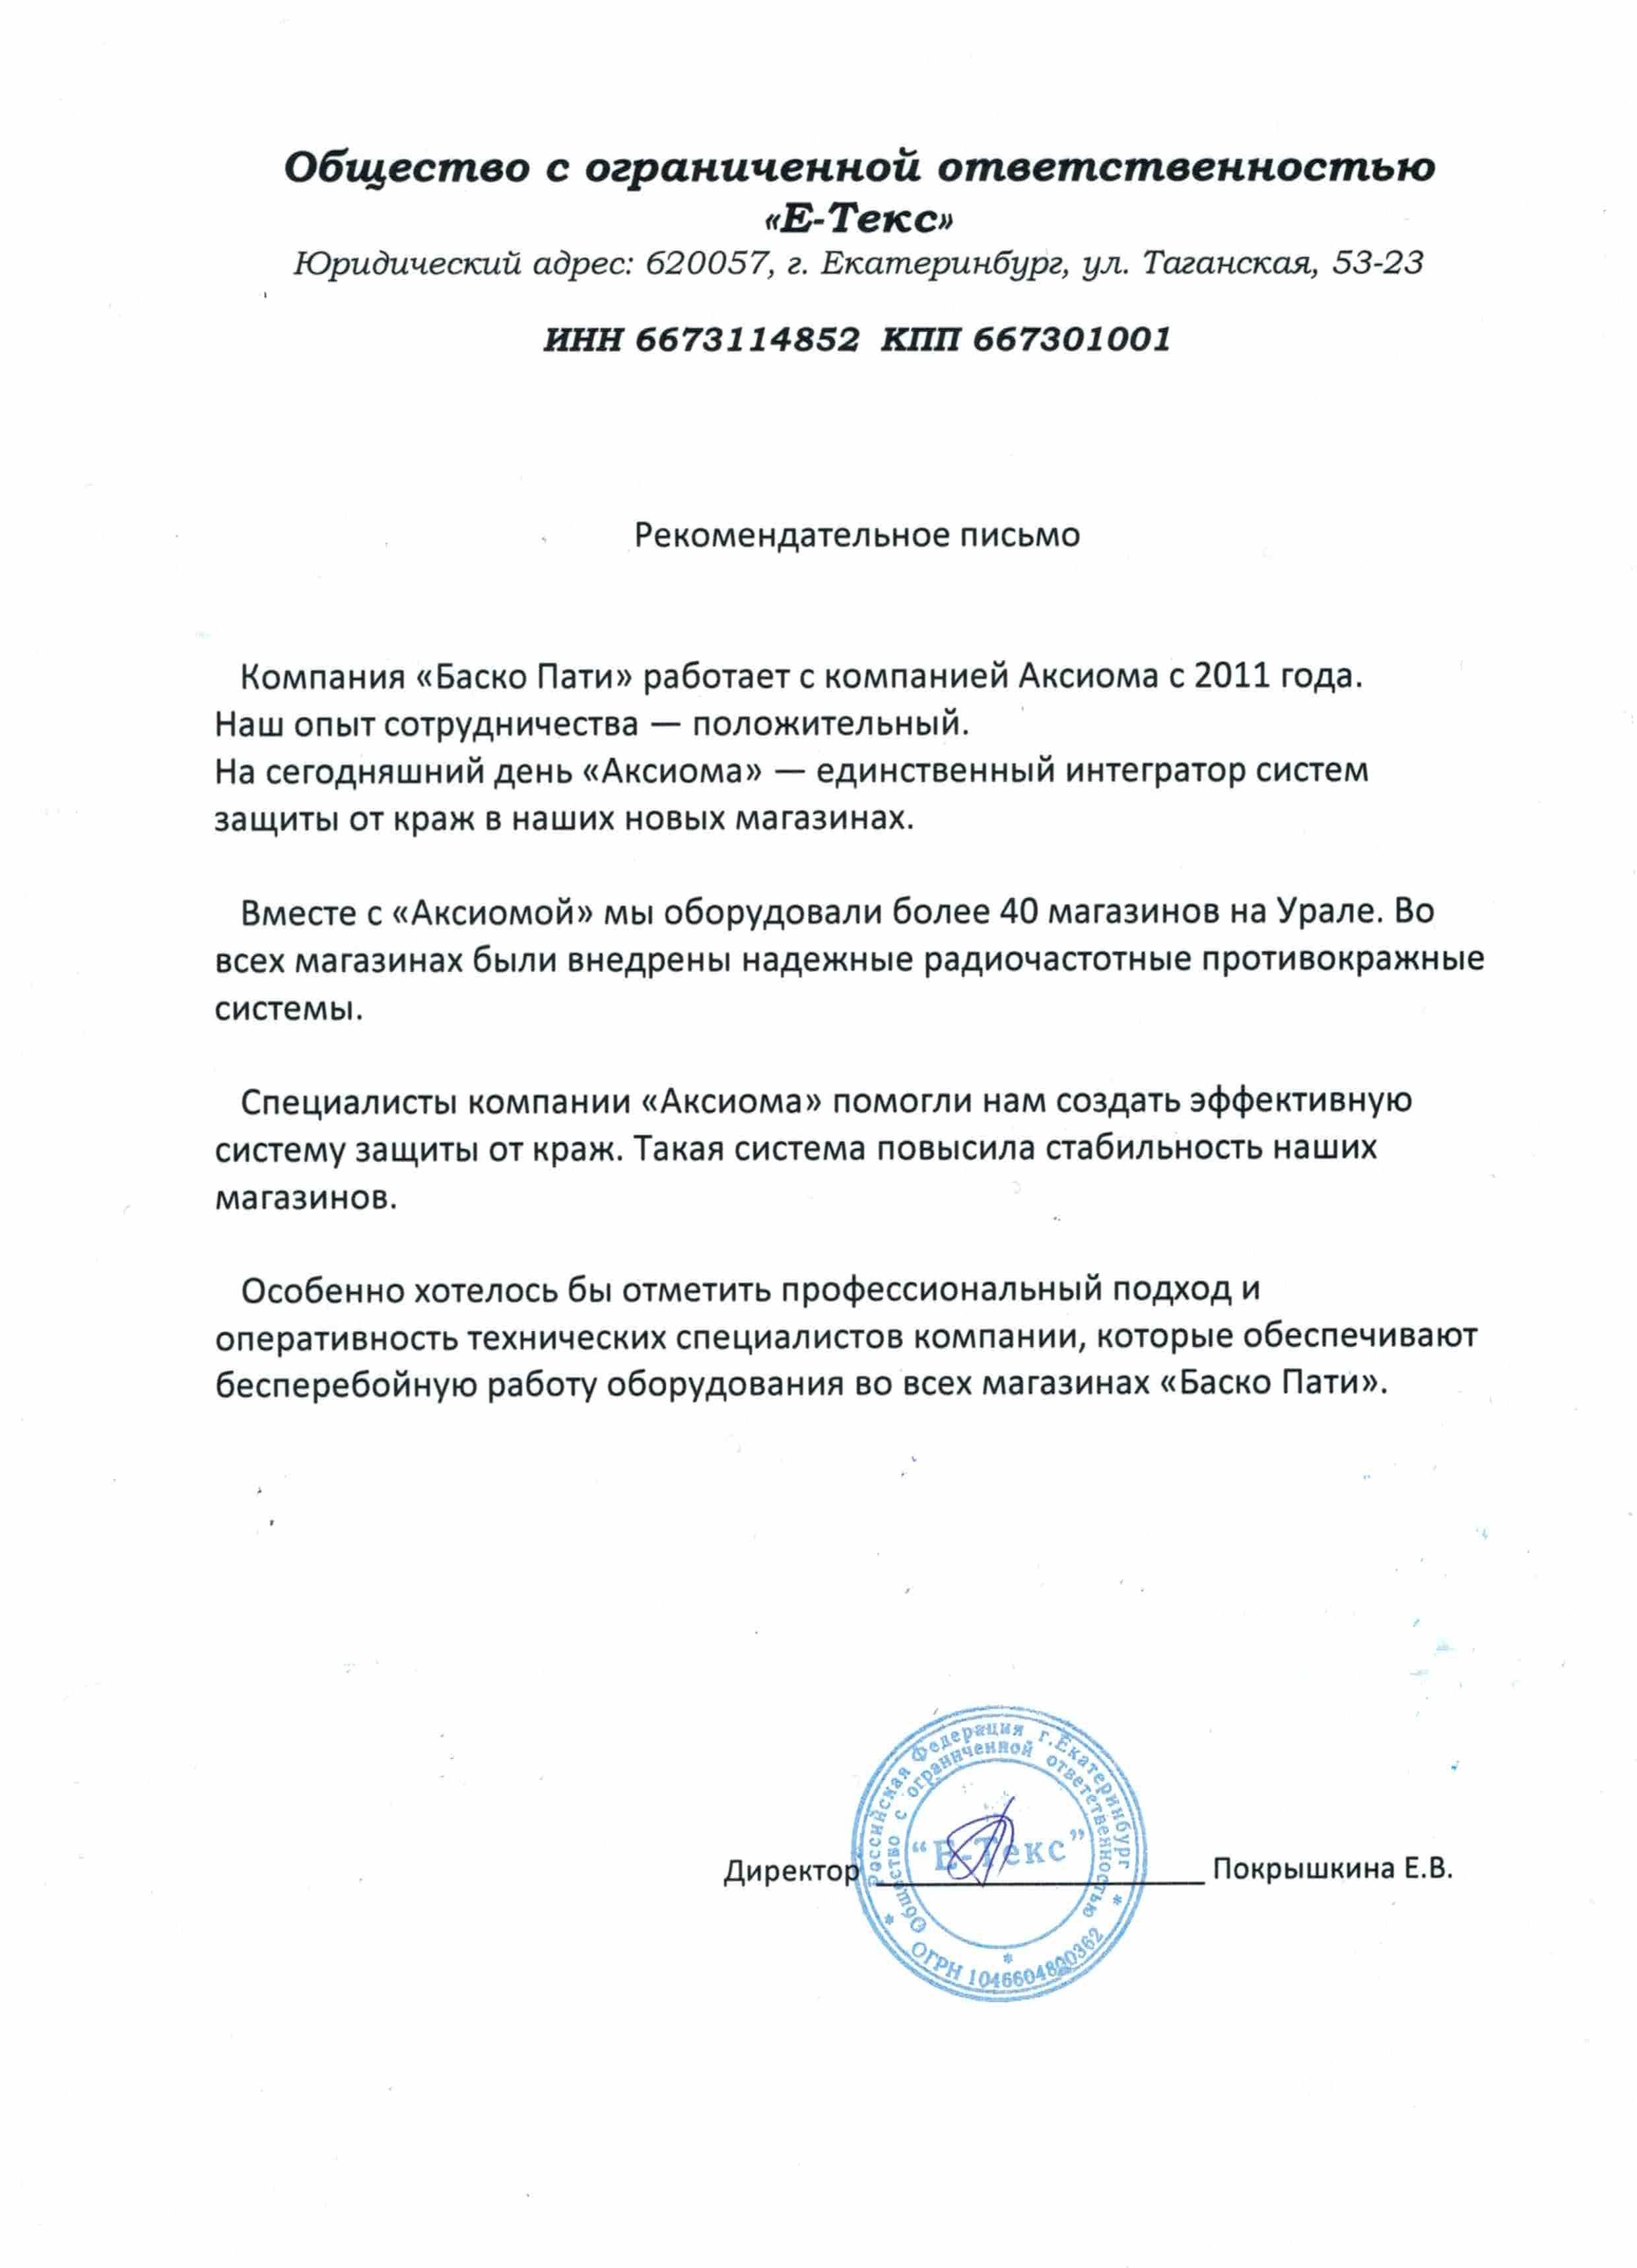 Общество с ограниченной ответственностью
«Е-Текс»
Юридический адрес: 620057, г. Екатеринбург, ул. Таганская, 53-23
ИНН 6673114852 КПП 667301001
Рекомендательное письмо
Компания «Баско Пати» работает с компанией Аксиома с 2011 года.
Наш опыт сотрудничества — положительный.
На сегодняшний день «Аксиома» — единственный интегратор систем
защиты от краж в наших новых магазинах.
Вместе с «Аксиомой» мы оборудовали более 40 магазинов на Урале. Во
всех магазинах были внедрены надежные радиочастотные противокражные
системы.
Специалисты компании «Аксиома» помогли нам создать эффективную
систему защиты от краж. Такая система повысила стабильность наших
магазинов.
Особенно хотелось бы отметить профессиональный подход и
оперативность технических специалистов компании, которые обеспечивают
бесперебойную работу оборудования во всех магазинах «Баско Пати».
Российская Федерация г.Екатеринбург
Общество с ограниченной ответственностью
“Е-Текс”
Директор Покрышкина Е.В.
ОГРН